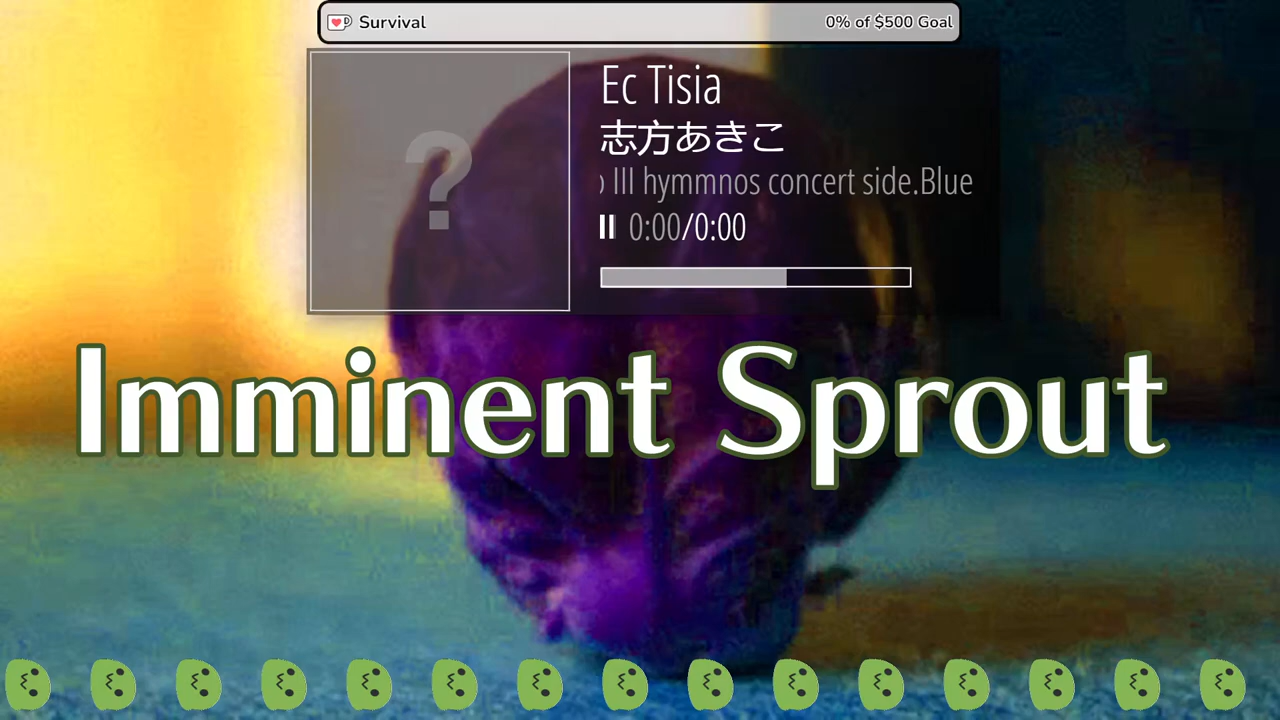 Survival
0% of $500 Goal
?
Ec Tisia
志方あきこ
III hymmnos concert side.Blue
0:00/0:00
Imminent Sprout